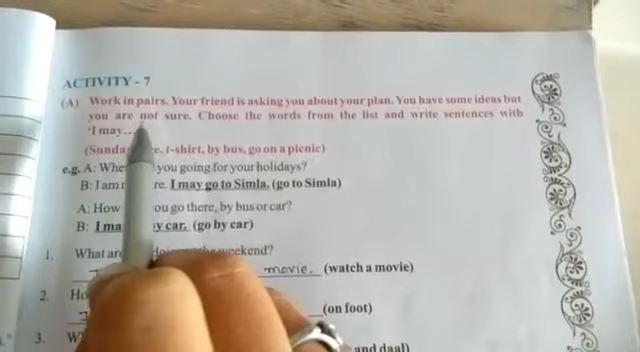 ACTIVITY - 7
(A) Work in pairs. Your friend is asking you about your plan. You have some ideas but
you are not sure. Choose the words from the list and write sentences with
'I may...
(Sunda e, t-shirt, by bus, go on a picnic)
e.g. A: Whe you going for your holidays?
B: I am re. I may go to Simla. (go to Simla)
A: How ou go there, by bus or car?
B: I ma y car. (go by car)
1. What are weekend?
movie. (watch a movie)
2. Ho
(on foot)
3. W
and daal)